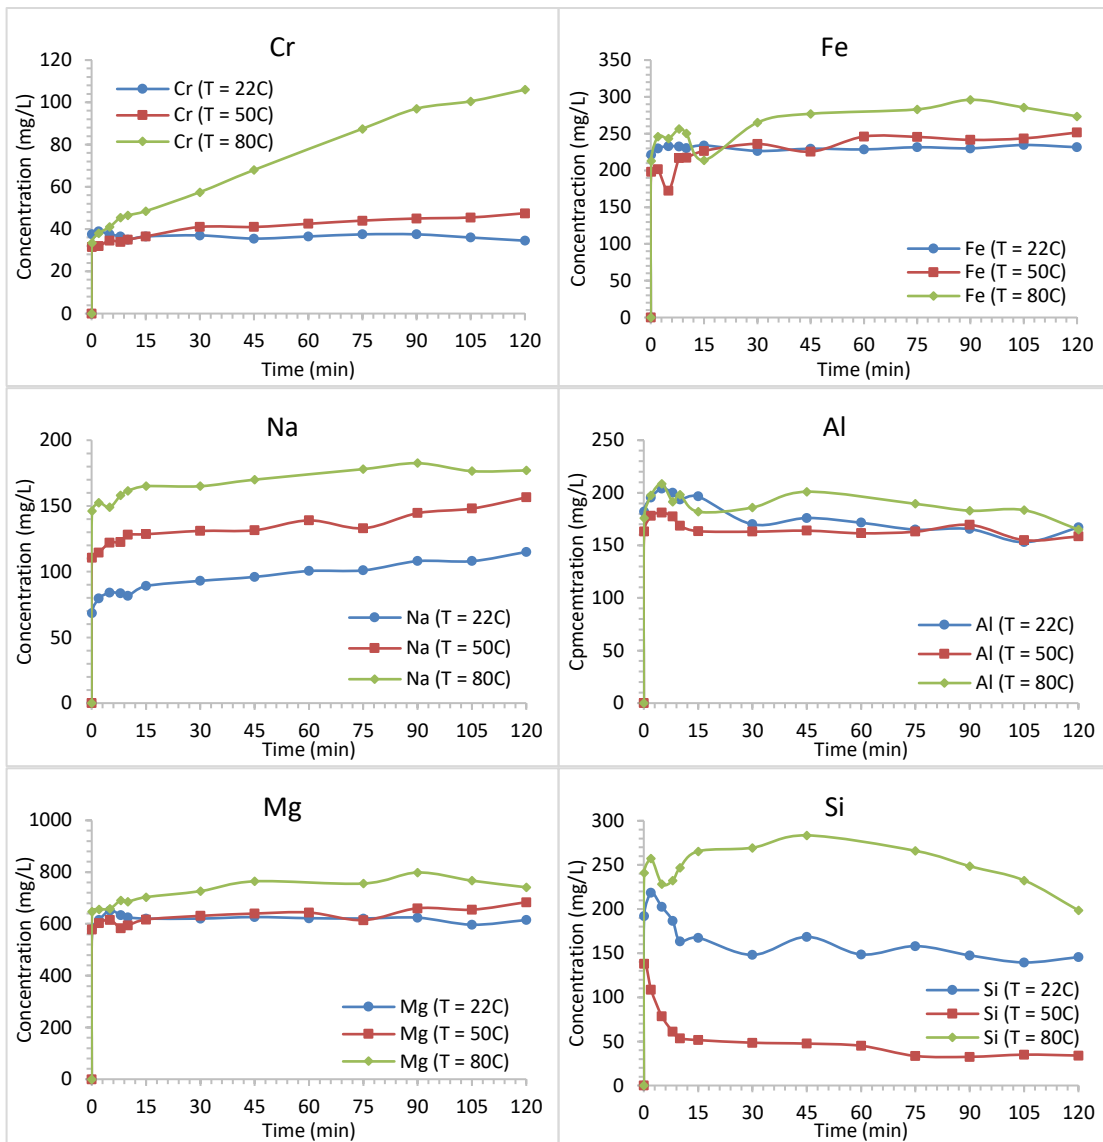 Cr
Concentration (mg/L)
120
100
80
60
40
20
0
Cr (T = 22C)
Cr (T = 50C)
Cr (T = 80C)
0 15 30 45 60 75 90 105 120
Time (min)
Fe
Concentraction (mg/L)
350
300
250
200
150
100
50
0
Fe (T = 22C)
Fe (T = 50C)
Fe (T = 80C)
0 15 30 45 60 75 90 105 120
Time (min)
Na
Concentration (mg/L)
200
150
100
50
0
Na (T = 22C)
Na (T = 50C)
Na (T = 80C)
0 15 30 45 60 75 90 105 120
Time (min)
Al
Cpmcmtration (mg/L)
250
200
150
100
50
0
Al (T = 22C)
Al (T = 50C)
Al (T = 80C)
0 15 30 45 60 75 90 105 120
Time (min)
Mg
Concentration (mg/L)
1000
800
600
400
200
0
Mg (T = 22C)
Mg (T = 50C)
Mg (T = 80C)
0 15 30 45 60 75 90 105 120
Time (min)
Si
Concentration (mg/L)
300
250
200
150
100
50
0
Si (T = 22C)
Si (T = 50C)
Si (T = 80C)
0 15 30 45 60 75 90 105 120
Time (min)